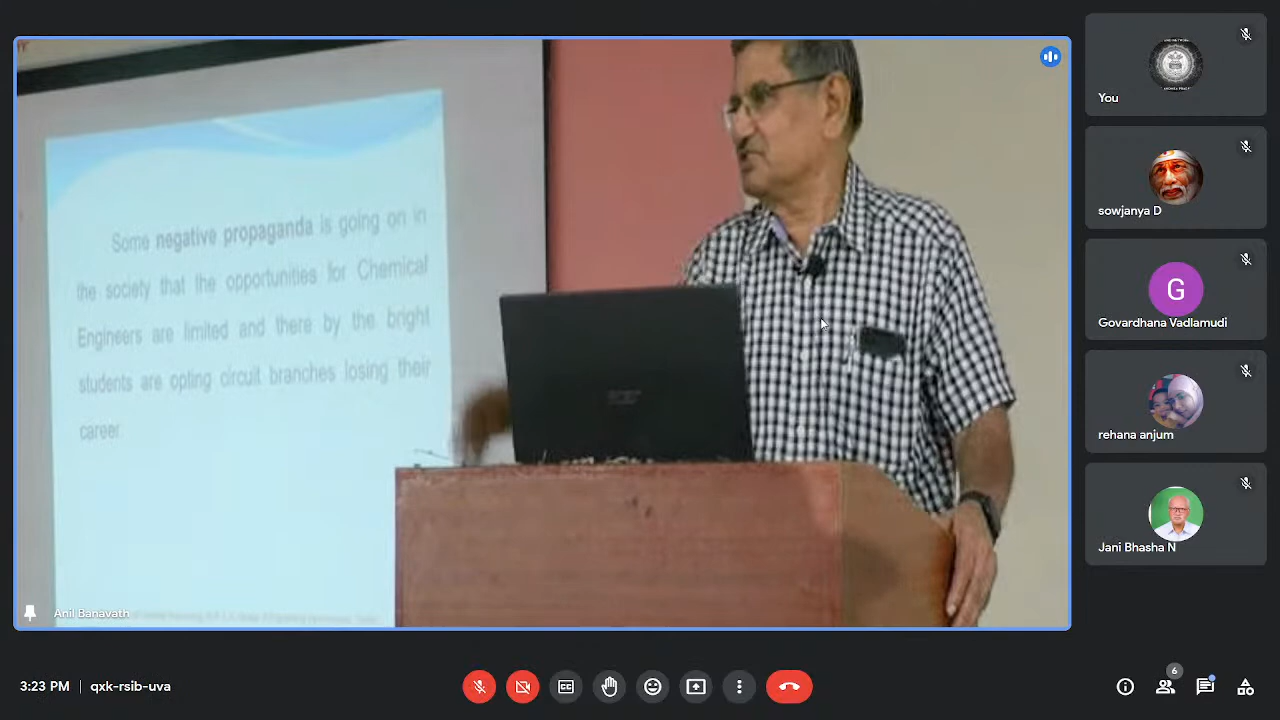 Some negative propaganda is going on in
the society that the opportunities for Chemical
Engineers are limited and there by the bright
students are opting circuit branches losing their
career.
acer
Anil Banavath
You
sowjanya D
G
Govardhana Vadlamudi
rehana anjum
Jani Bhasha N
3:23 PM | qxk-rsib-uva
6